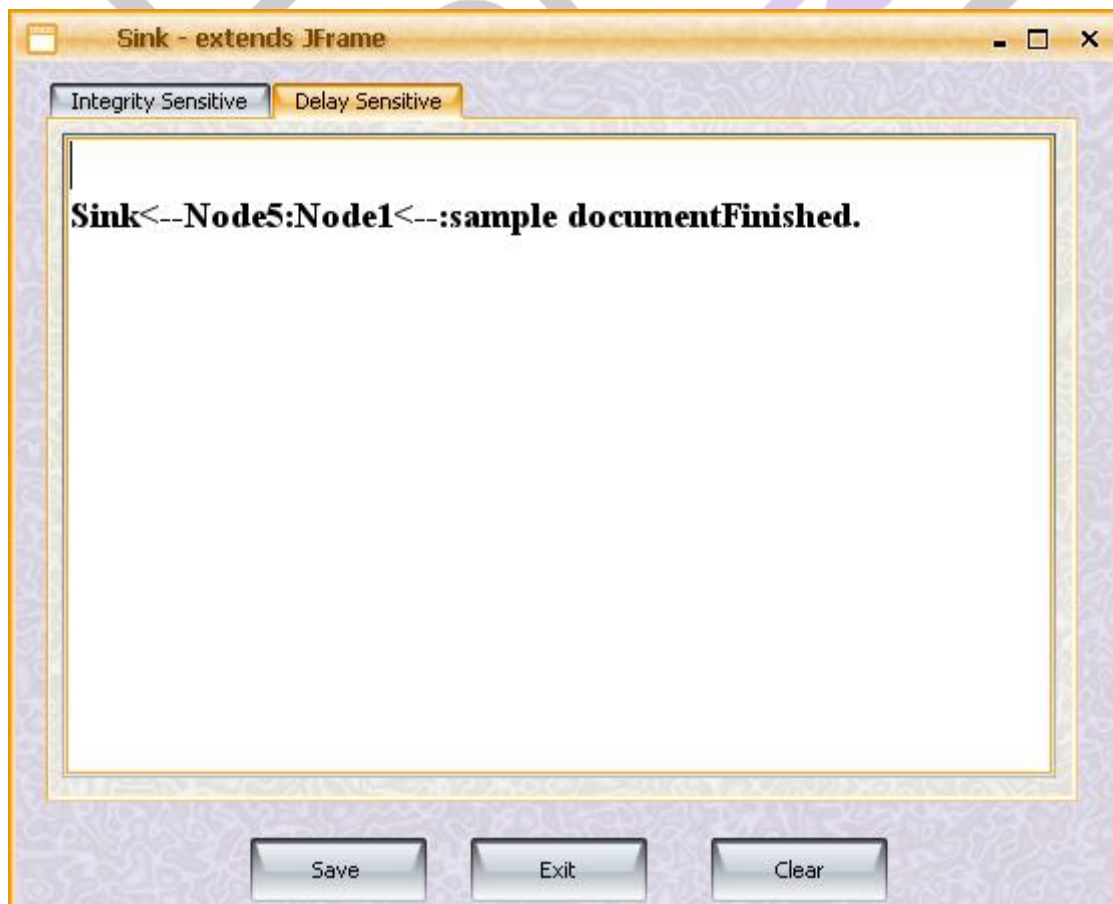 Sink - extends JFrame
Integrity Sensitive Delay Sensitive
Sink<--Node5:Node1<--:sample documentFinished.
Save Exit Clear